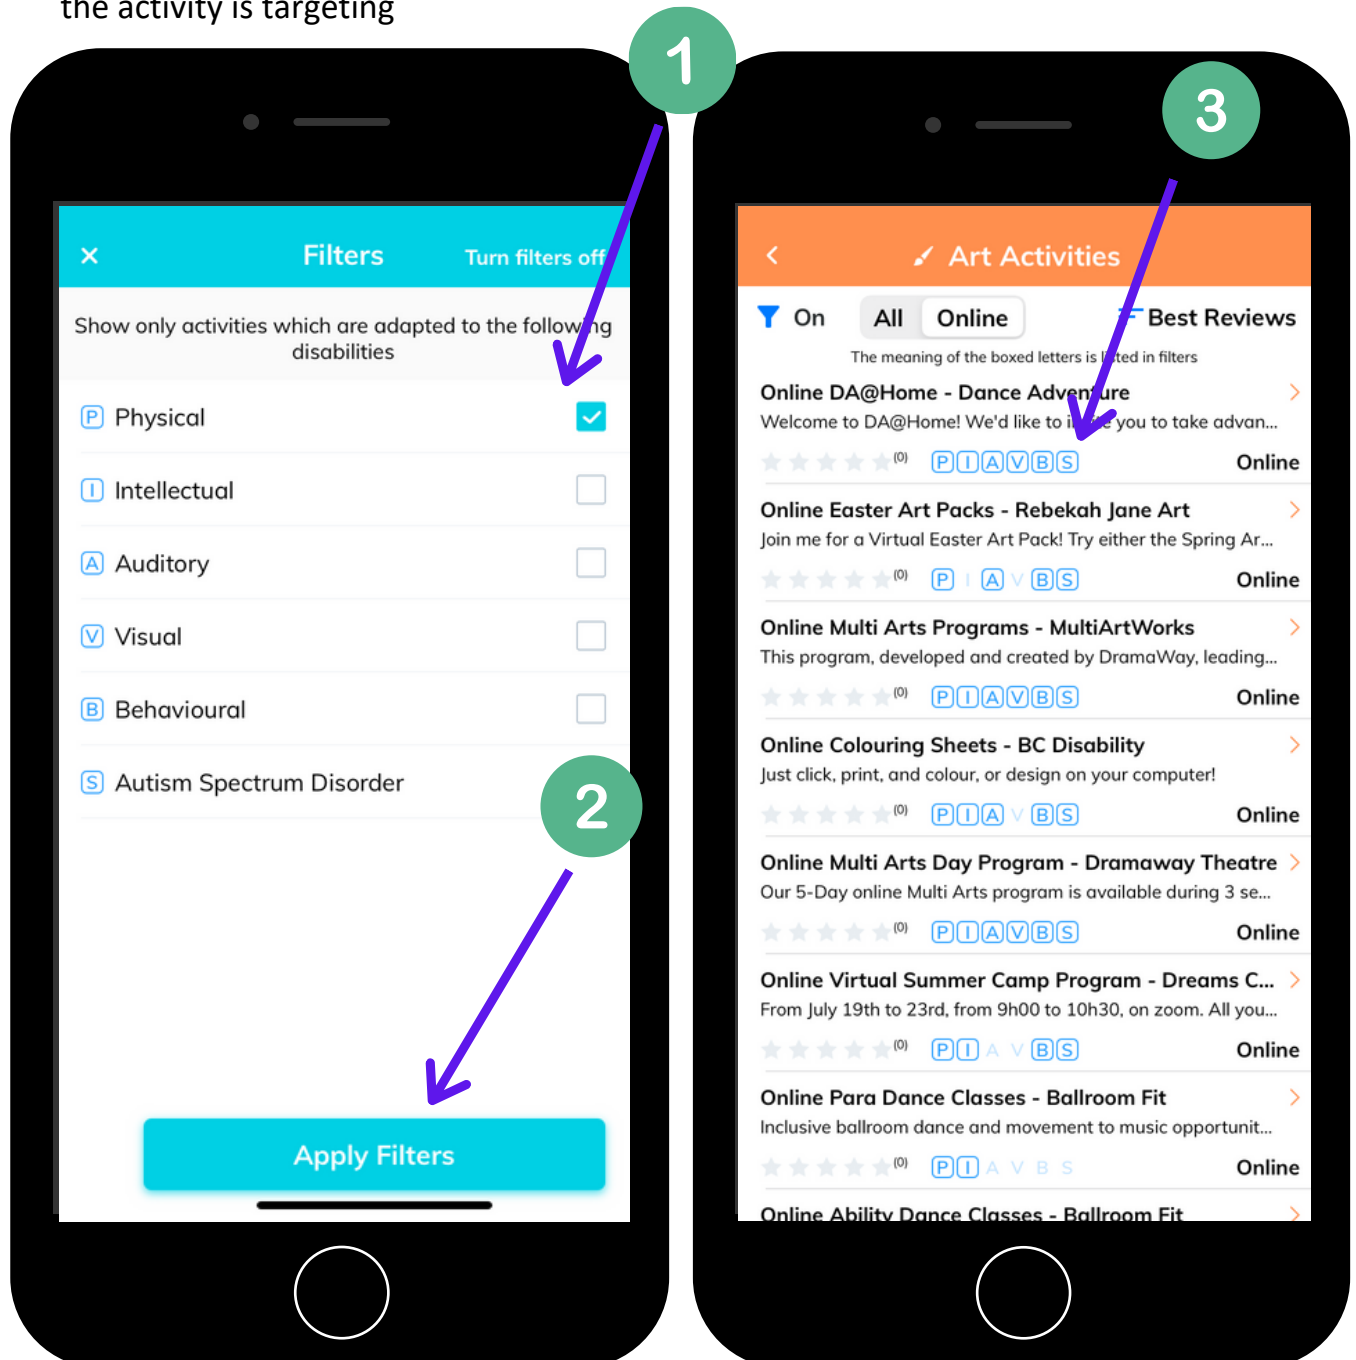 the activity is targeting
1
3
Filters
Turn filters off
Show only activities which are adapted to the following
disabilities
P Physical
I Intellectual
A Auditory
V Visual
B Behavioural
S Autism Spectrum Disorder
2
Apply Filters
Art Activities
On
All
Online
Best Reviews
The meaning of the boxed letters is listed in filters
Online DA@Home - Dance Adventure
Welcome to DA@Home! We'd like to invite you to take advan...
(0) P I A V B S Online
Online Easter Art Packs - Rebekah Jane Art
Join me for a Virtual Easter Art Pack! Try either the Spring Ar...
(0) P I A V B S Online
Online Multi Arts Programs - MultiArtWorks
This program, developed and created by DramaWay, leading...
(0) P I A V B S Online
Online Colouring Sheets - BC Disability
Just click, print, and colour, or design on your computer!
(0) P I A V B S Online
Online Multi Arts Day Program - Dramaway Theatre
Our 5-Day online Multi Arts program is available during 3 se...
(0) P I A V B S Online
Online Virtual Summer Camp Program - Dreams C...
From July 19th to 23rd, from 9h00 to 10h30, on zoom. All you...
(0) P I A V B S Online
Online Para Dance Classes - Ballroom Fit
Inclusive ballroom dance and movement to music opportunit...
(0) P I A V B S Online
Online Ability Dance Classes - Ballroom Fit